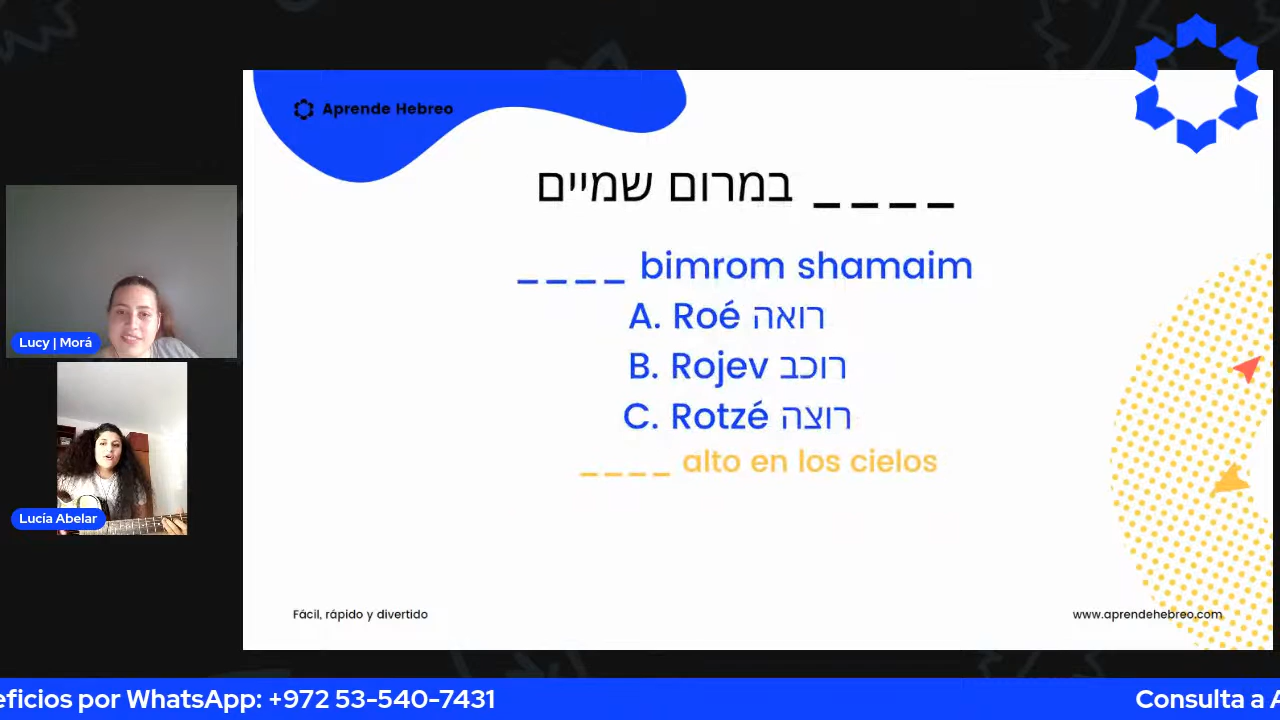 Aprende Hebreo
____ במרום שמיים
____ bimrom shamaim
A. Roé רואה
B. Rojev רוכב
C. Rotzé רוצה
____ alto en los cielos
Lucy | Morá
Lucía Abelar
Fácil, rápido y divertido
www.aprendehebreo.com
eficios por WhatsApp: +972 53-540-7431
Consulta a A